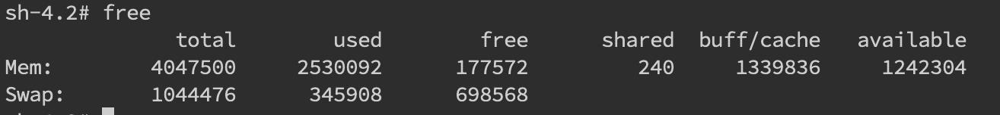 sh-4.2# free
total used free shared buff/cache available
Mem: 4047500 2530092 177572 240 1339836 1242304
Swap: 1044476 345908 698568